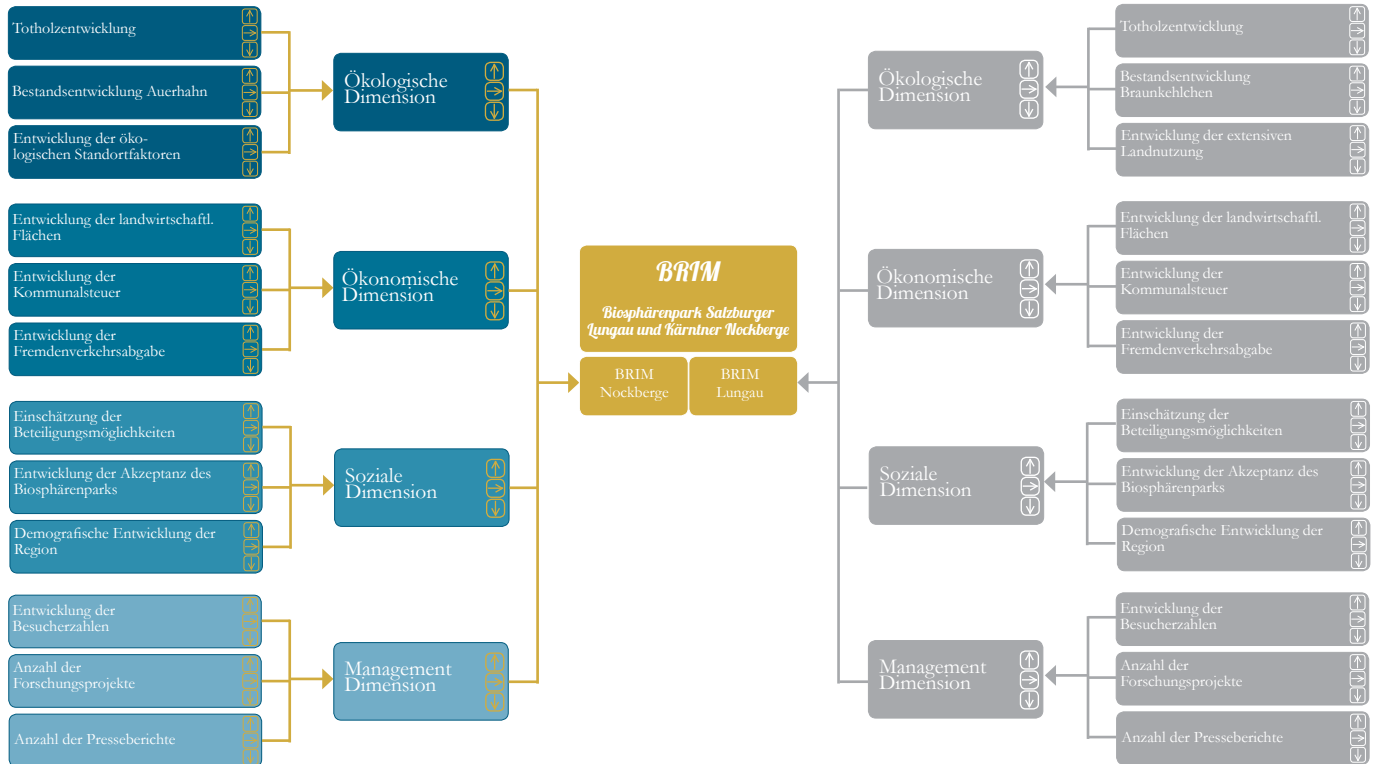 Totholzentwicklung
Bestandsentwicklung Auerhahn
Entwicklung der öko-
logischen Standortfaktoren
Ökologische
Dimension
Entwicklung der landwirtschaftl.
Flächen
Entwicklung der
Kommunalsteuer
Entwicklung der
Fremdenverkehrsabgabe
Ökonomische
Dimension
Einschätzung der
Beteiligungsmöglichkeiten
Entwicklung der Akzeptanz des
Biosphärenparks
Demografische Entwicklung der
Region
Soziale
Dimension
Entwicklung der
Besucherzahlen
Anzahl der
Forschungsprojekte
Anzahl der Presseberichte
Management
Dimension
BRIM
Biosphärenpark Salzburger
Lungau und Kärntner Nockberge
BRIM
Nockberge
BRIM
Lungau
Ökologische
Dimension
Totholzentwicklung
Bestandsentwicklung
Braunkehlchen
Entwicklung der extensiven
Landnutzung
Ökonomische
Dimension
Entwicklung der landwirtschaftl.
Flächen
Entwicklung der
Kommunalsteuer
Entwicklung der
Fremdenverkehrsabgabe
Soziale
Dimension
Einschätzung der
Beteiligungsmöglichkeiten
Entwicklung der Akzeptanz des
Biosphärenparks
Demografische Entwicklung der
Region
Management
Dimension
Entwicklung der
Besucherzahlen
Anzahl der
Forschungsprojekte
Anzahl der Presseberichte